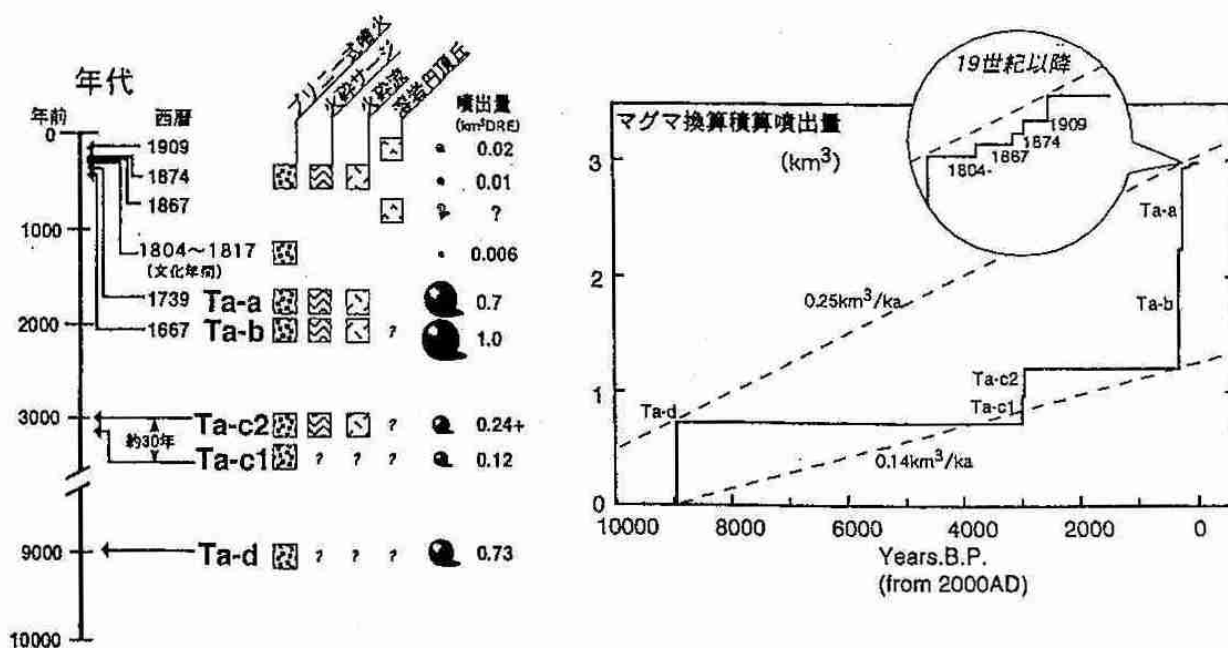 プリニー式噴火
火砕サージ
火砕流
溶岩円頂丘
年代
年前
西暦
噴出量
(km³DRE)
0
1909
0.02
1874
0.01
1867
?
1000
1804～1817
0.006
(文化年間)
1739
Ta-a
0.7
2000
1667
Ta-b
?
1.0
3000
Ta-c2
?
0.24+
約30年
Ta-c1
? ? ?
0.12
9000
Ta-d
? ? ?
0.73
10000
19世紀以降
マグマ換算積算噴出量
(km³)
1909
1874
1867
1804-
3
Ta-a
2
0.25km³/ka
Ta-b
1
Ta-d
Ta-c2
Ta-c1
0.14km³/ka
0
10000
8000
6000
4000
2000
0
Years.B.P.
(from 2000AD)